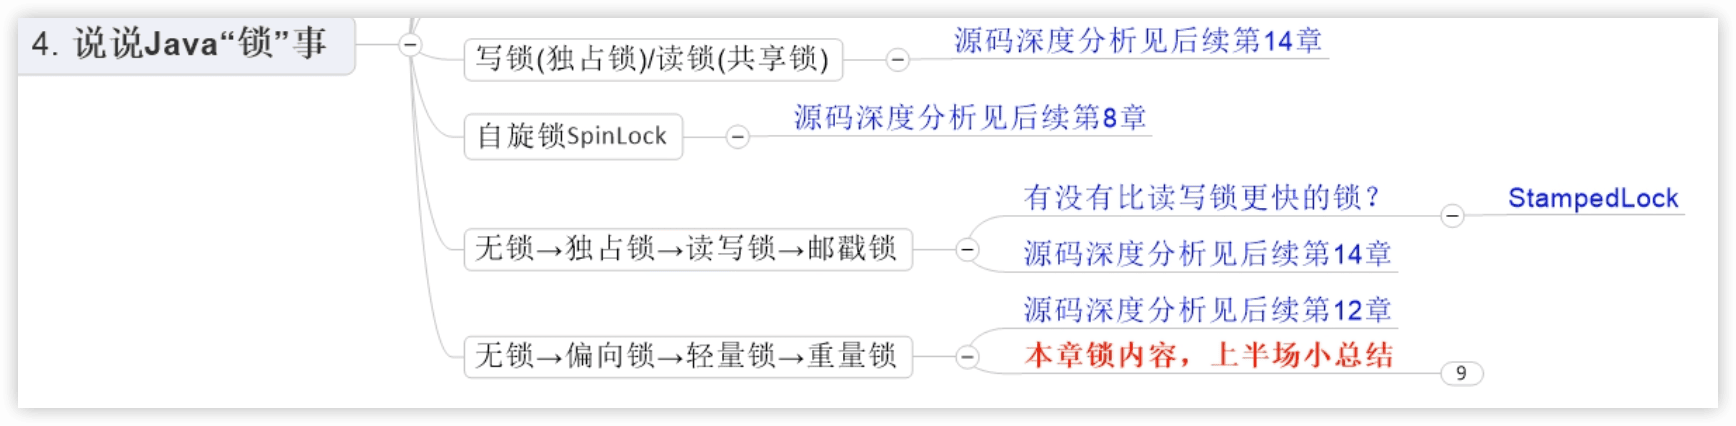 4. 说说Java“锁”事
写锁(独占锁)/读锁(共享锁)
源码深度分析见后续第14章
自旋锁SpinLock
源码深度分析见后续第8章
无锁→独占锁→读写锁→邮戳锁
有没有比读写锁更快的锁？
StampedLock
源码深度分析见后续第14章
无锁→偏向锁→轻量锁→重量锁
源码深度分析见后续第12章
本章锁内容，上半场小总结
9